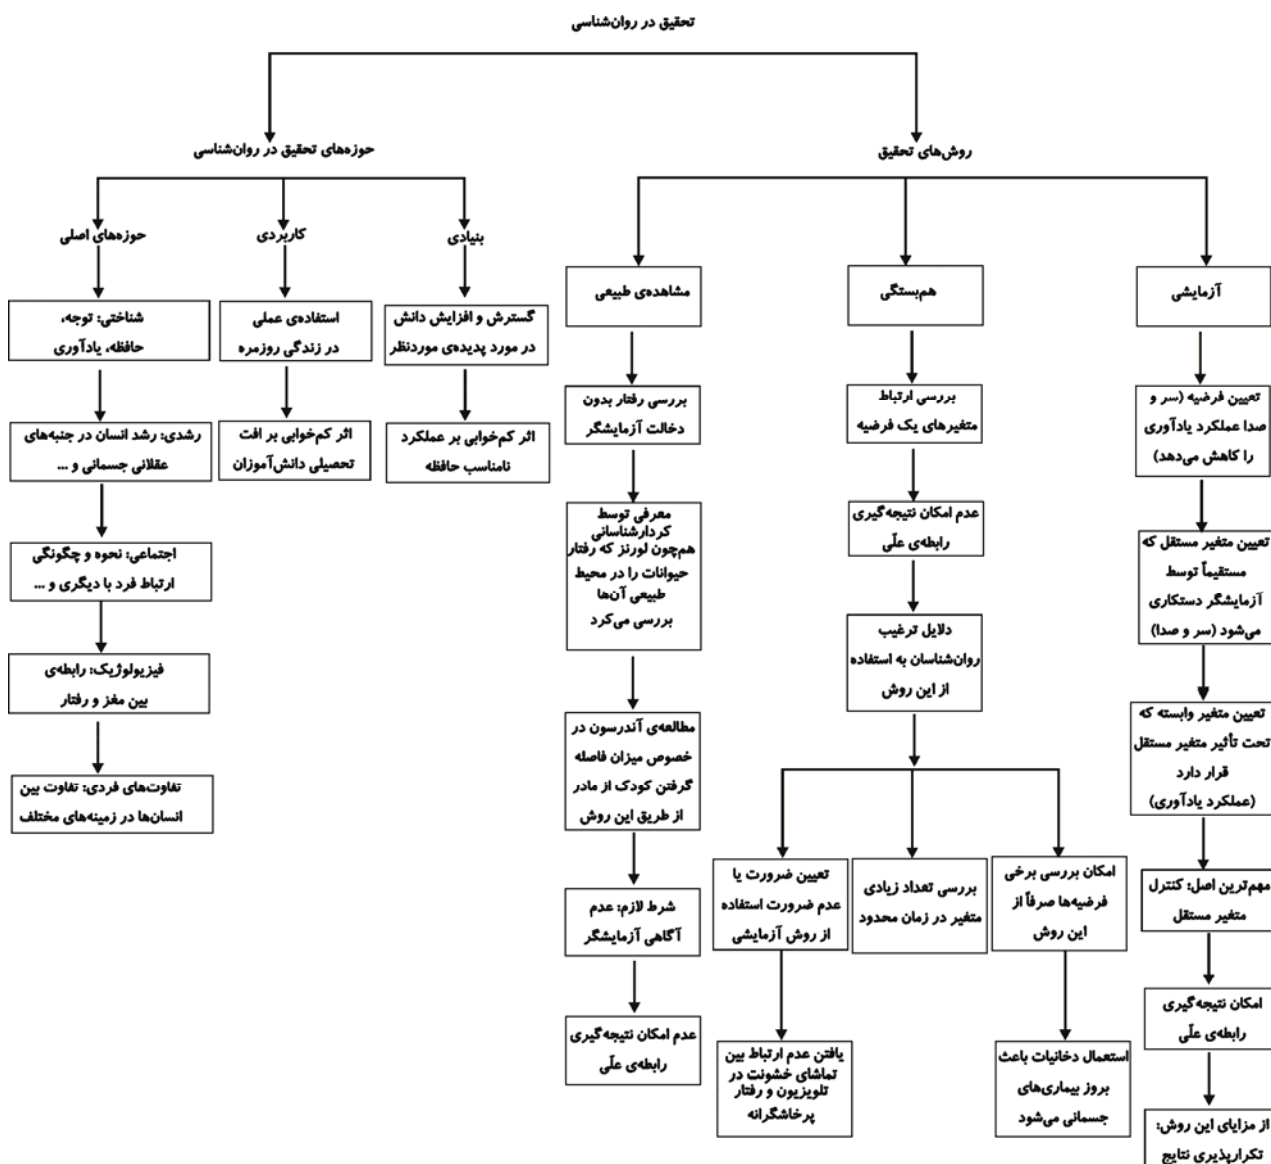 تحقیق در روان‌شناسی
روش‌های تحقیق
حوزه‌های تحقیق در روان‌شناسی
آزمایشی
تعیین فرضیه (سر و
صدا عملکرد یادآوری
را کاهش می‌دهد)
تعیین متغیر مستقل که
مستقیماً توسط
آزمایشگر دستکاری
می‌شود (سر و صدا)
تعیین متغیر وابسته که
تحت تأثیر متغیر مستقل
قرار دارد
(عملکرد یادآوری)
مهم‌ترین اصل: کنترل
متغیر مستقل
امکان نتیجه‌گیری
رابطه‌ی علّی
از مزایای این روش:
تکرارپذیری نتایج
هم‌بستگی
بررسی ارتباط
متغیرهای یک فرضیه
عدم امکان نتیجه‌گیری
رابطه‌ی علّی
دلایل ترغیب
روان‌شناسان به استفاده
از این روش
امکان بررسی برخی
فرضیه‌ها صرفاً از
این روش
استعمال دخانیات باعث
بروز بیماری‌های
جسمانی می‌شود
بررسی تعداد زیادی
متغیر در زمان محدود
تعیین ضرورت یا
عدم ضرورت استفاده
از روش آزمایشی
یافتن عدم ارتباط بین
تماشای خشونت در
تلویزیون و رفتار
پرخاشگرانه
مشاهده‌ی طبیعی
بررسی رفتار بدون
دخالت آزمایشگر
معرفی توسط
کردارشناسانی
هم‌چون لورنز که رفتار
حیوانات را در محیط
طبیعی آن‌ها
بررسی می‌کرد
مطالعه‌ی آندرسون در
خصوص میزان فاصله
گرفتن کودک از مادر
از طریق این روش
شرط لازم: عدم
آگاهی آزمایشگر
عدم امکان نتیجه‌گیری
رابطه‌ی علّی
بنیادی
گسترش و افزایش دانش
در مورد پدیده‌ی موردنظر
اثر کم‌خوابی بر عملکرد
نامناسب حافظه
کاربردی
استفاده‌ی عملی
در زندگی روزمره
اثر کم‌خوابی بر افت
تحصیلی دانش‌آموزان
حوزه‌های اصلی
شناختی: توجه،
حافظه، یادآوری
رشدی: رشد انسان در جنبه‌های
عقلانی جسمانی و ...
اجتماعی: نحوه و چگونگی
ارتباط فرد با دیگری و ...
فیزیولوژیک: رابطه‌ی
بین مغز و رفتار
تفاوت‌های فردی: تفاوت بین
انسان‌ها در زمینه‌های مختلف